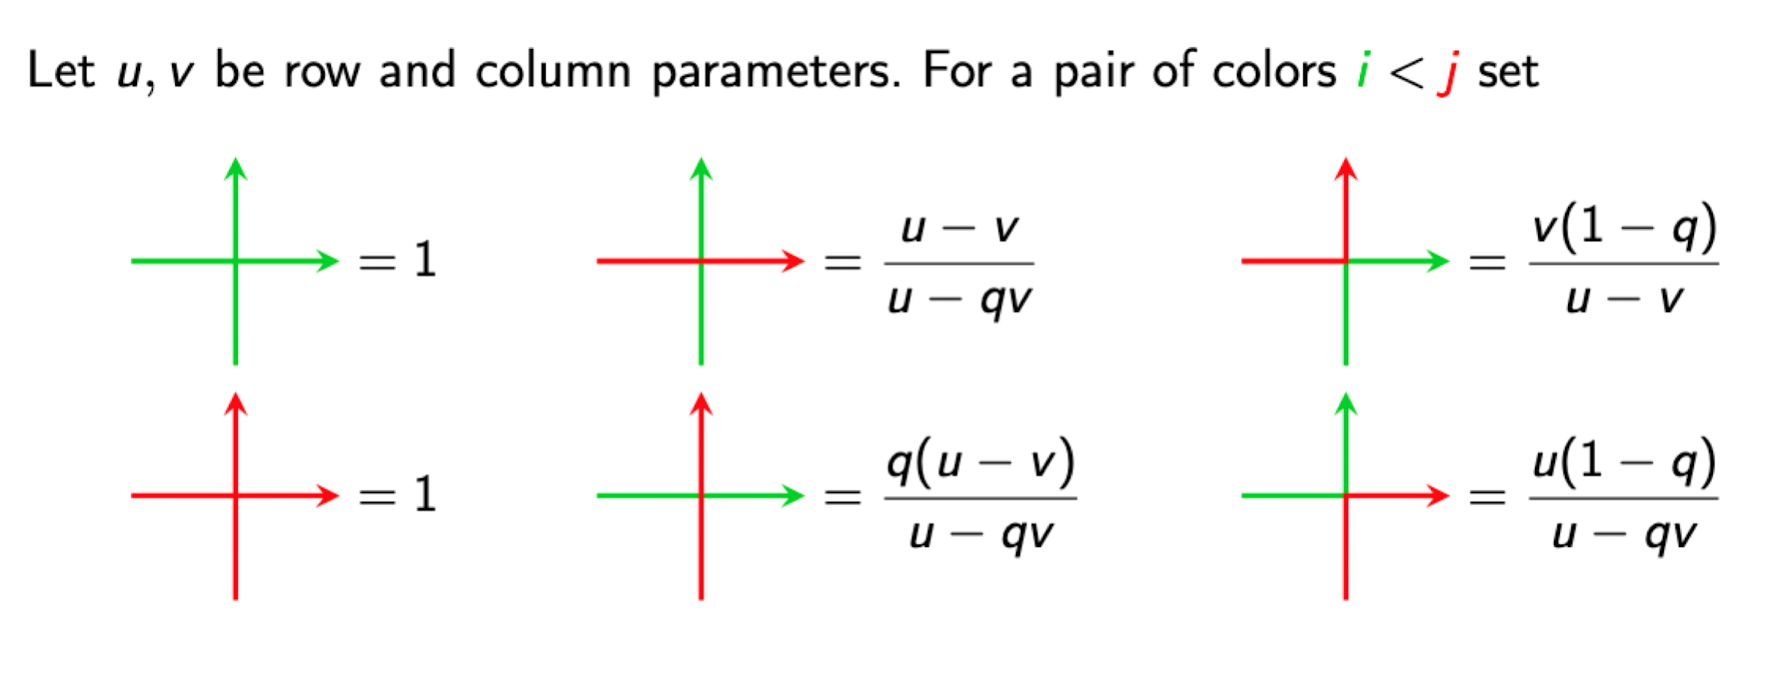 Let u, v be row and column parameters. For a pair of colors i < j set
= 1 = \frac{u − v}{u − qv} = \frac{v(1 − q)}{u − v}
= 1 = \frac{q(u − v)}{u − qv} = \frac{u(1 − q)}{u − qv}